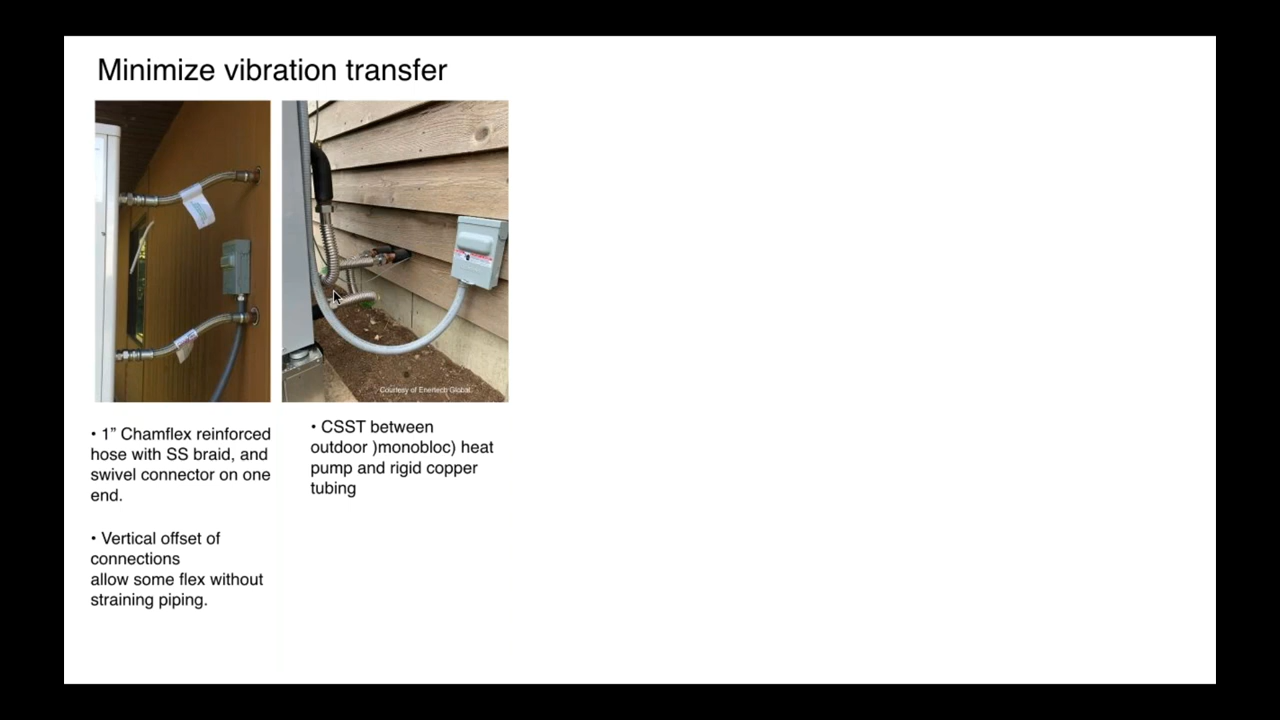 Minimize vibration transfer
Courtesy of Enertech Global.
• 1” Chamflex reinforced
hose with SS braid, and
swivel connector on one
end.
• Vertical offset of
connections
allow some flex without
straining piping.
• CSST between
outdoor )monobloc) heat
pump and rigid copper
tubing